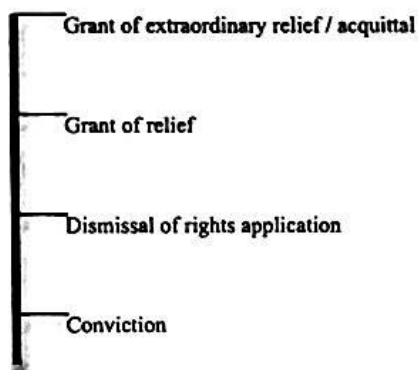 Grant of extraordinary relief / acquittal
Grant of relief
Dismissal of rights application
Conviction